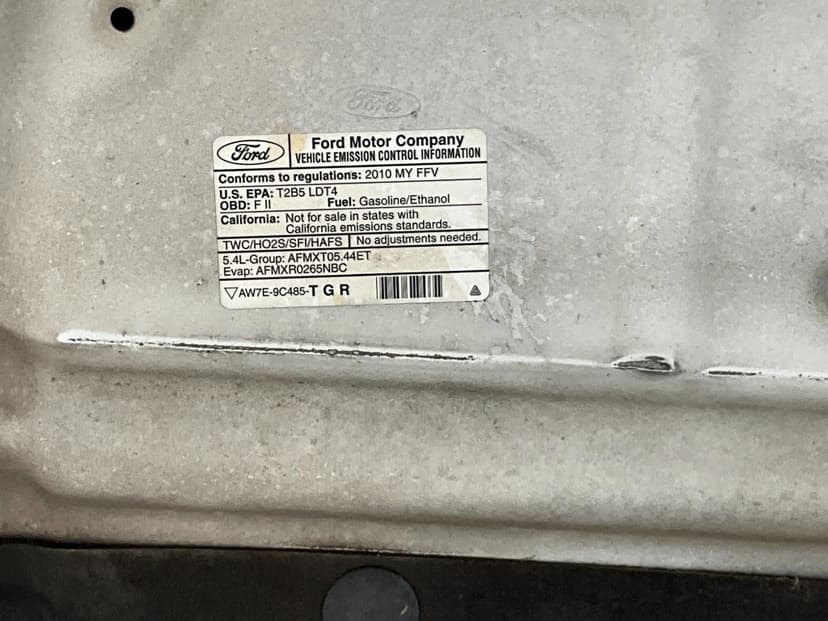 Ford
Ford
Ford Motor Company
VEHICLE EMISSION CONTROL INFORMATION
Conforms to regulations: 2010 MY FFV
U.S. EPA: T2B5 LDT4
OBD: F II Fuel: Gasoline/Ethanol
California: Not for sale in states with
California emissions standards.
TWC/HO2S/SFI/HAFS No adjustments needed.
5.4L-Group: AFMXT05.44ET
Evap: AFMXR0265NBC
AW7E-9C485-T G R